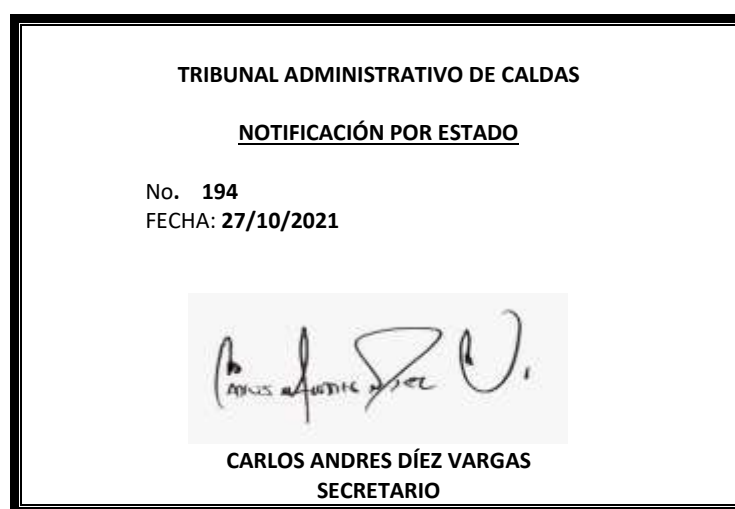 TRIBUNAL ADMINISTRATIVO DE CALDAS
NOTIFICACIÓN POR ESTADO
No. 194
FECHA: 27/10/2021
CARLOS ANDRES DÍEZ VARGAS
SECRETARIO